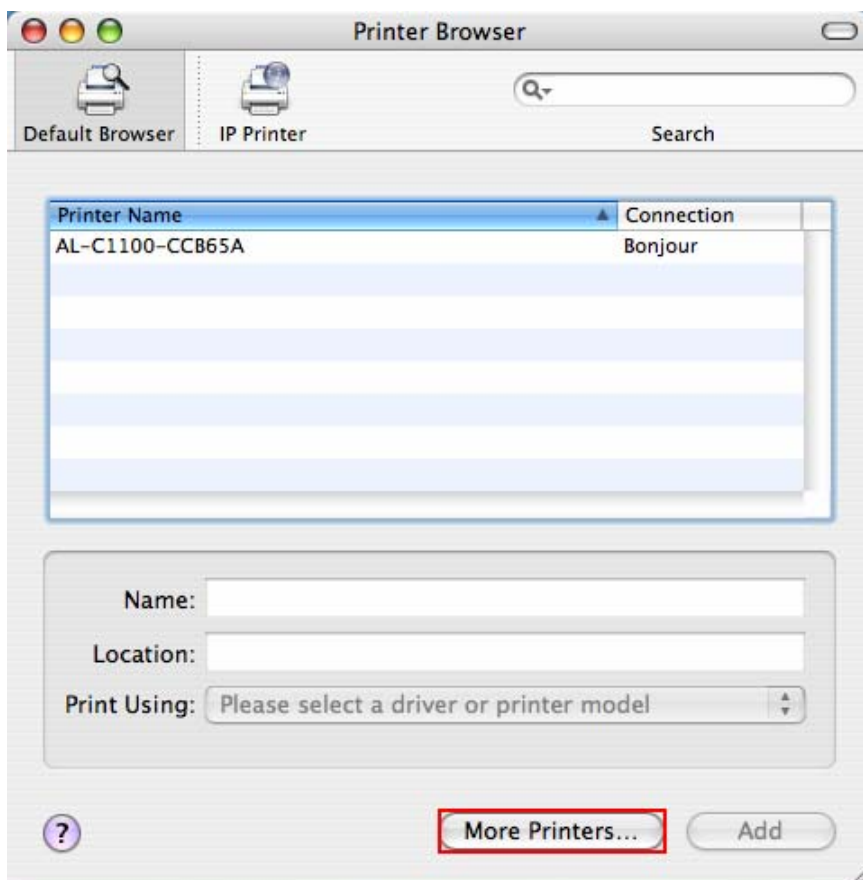 Printer Browser
Default Browser
IP Printer
Search
Printer Name
Connection
AL-C1100-CCB65A
Bonjour
Name:
Location:
Print Using: Please select a driver or printer model
? More Printers... Add